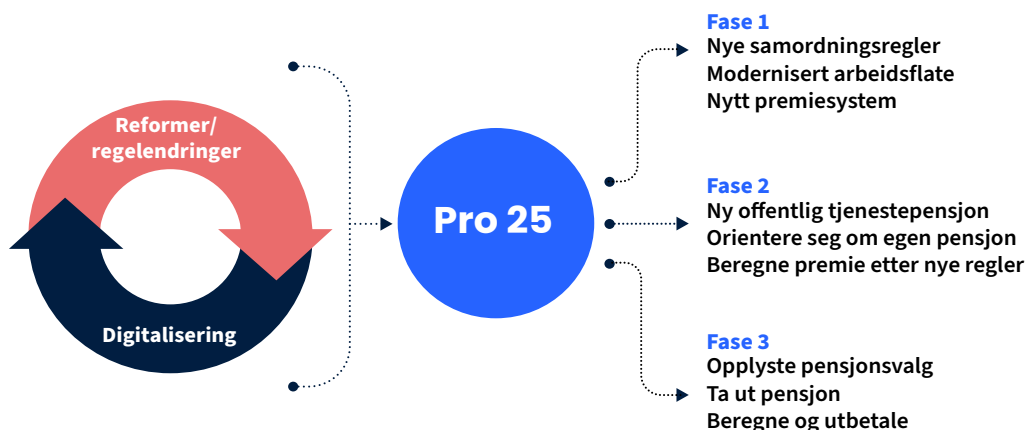 Reformer/
regelendringer
Digitalisering
Pro 25
Fase 1
Nye samordningsregler
Modernisert arbeidsflate
Nytt premiesystem
Fase 2
Ny offentlig tjenestepensjon
Orientere seg om egen pensjon
Beregne premie etter nye regler
Fase 3
Opplyste pensjonsvalg
Ta ut pensjon
Beregne og utbetale